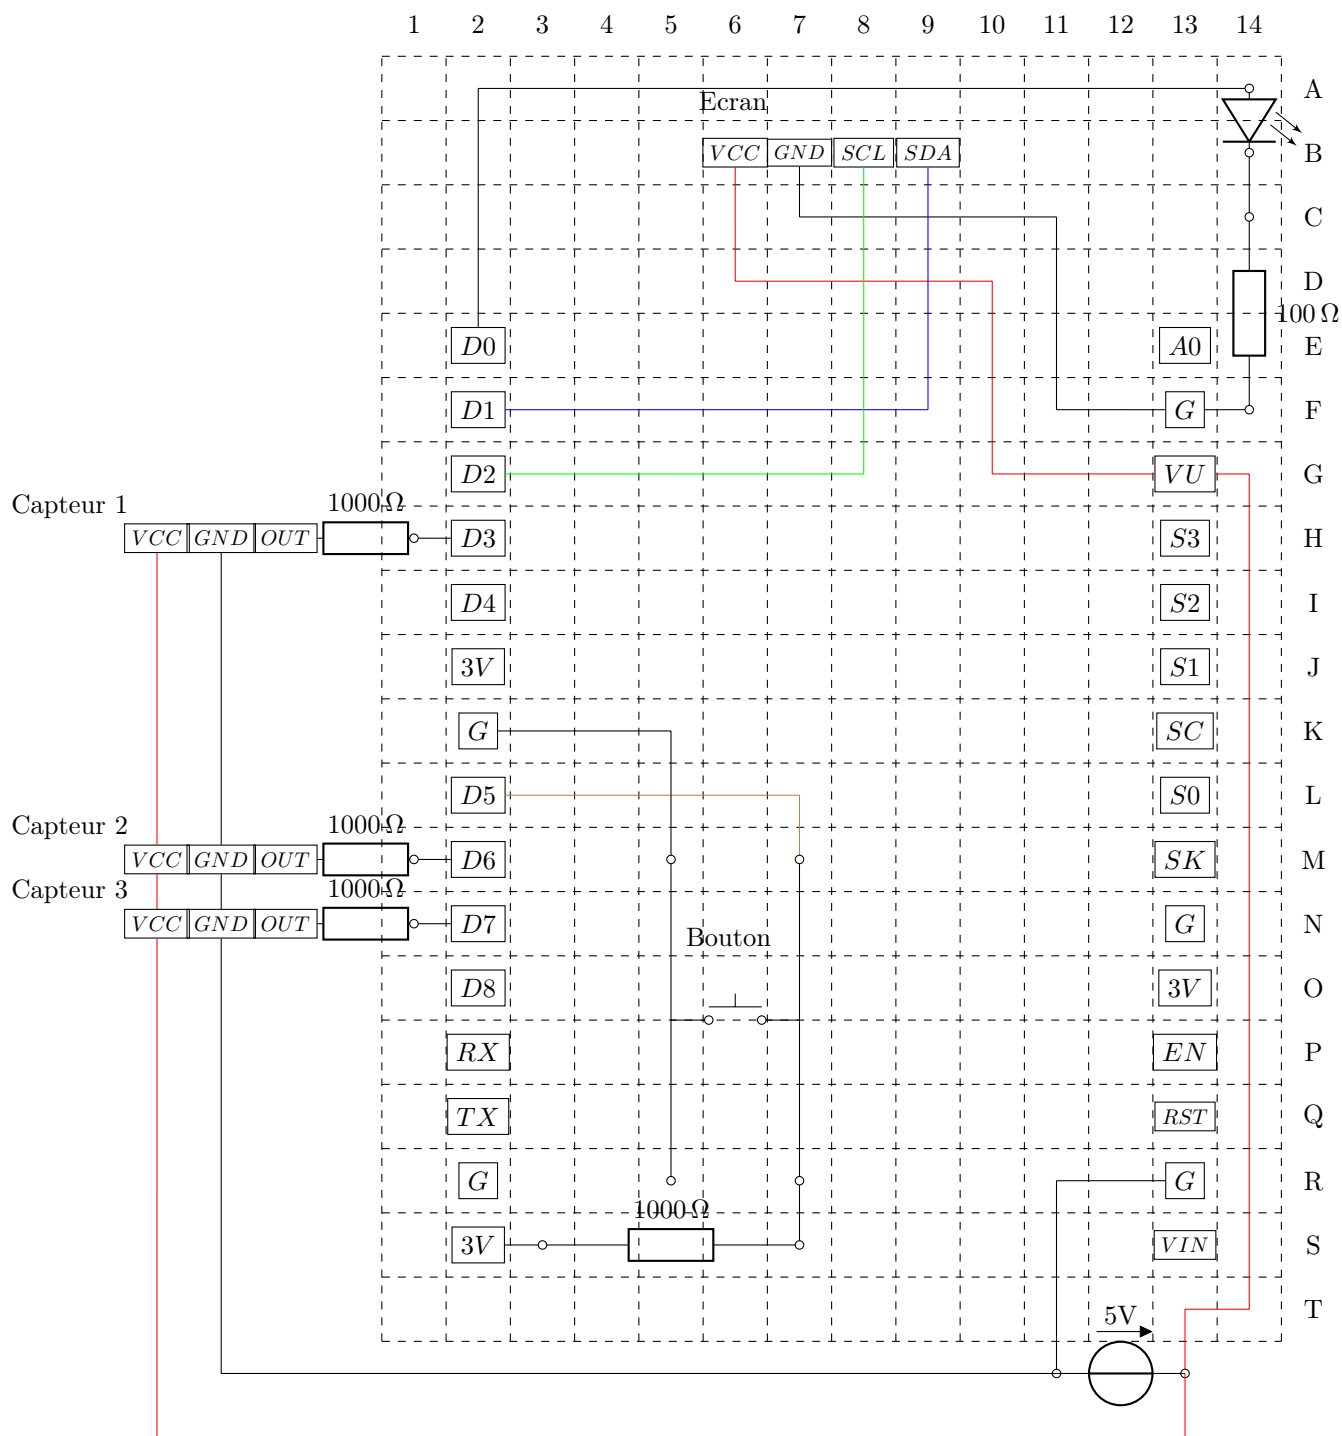 1 2 3 4 5 6 7 8 9 10 11 12 13 14
A
Ecran
VCC GND SCL SDA B
C
D
100 Ω
D0 A0 E
D1 G F
D2 VU G
Capteur 1 1000 Ω
VCC GND OUT D3 S3 H
D4 S2 I
3V S1 J
G SC K
D5 S0 L
Capteur 2 1000 Ω
VCC GND OUT D6 SK M
Capteur 3 1000 Ω
VCC GND OUT D7 G N
Bouton
D8 3V O
RX EN P
TX RST Q
G G R
1000 Ω
3V VIN S
T
5V